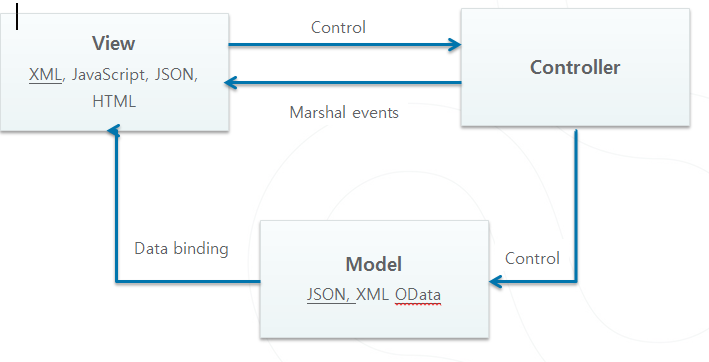 Control
View
XML, JavaScript, JSON,
HTML
Controller
Marshal events
Data binding
Control
Model
JSON, XML OData